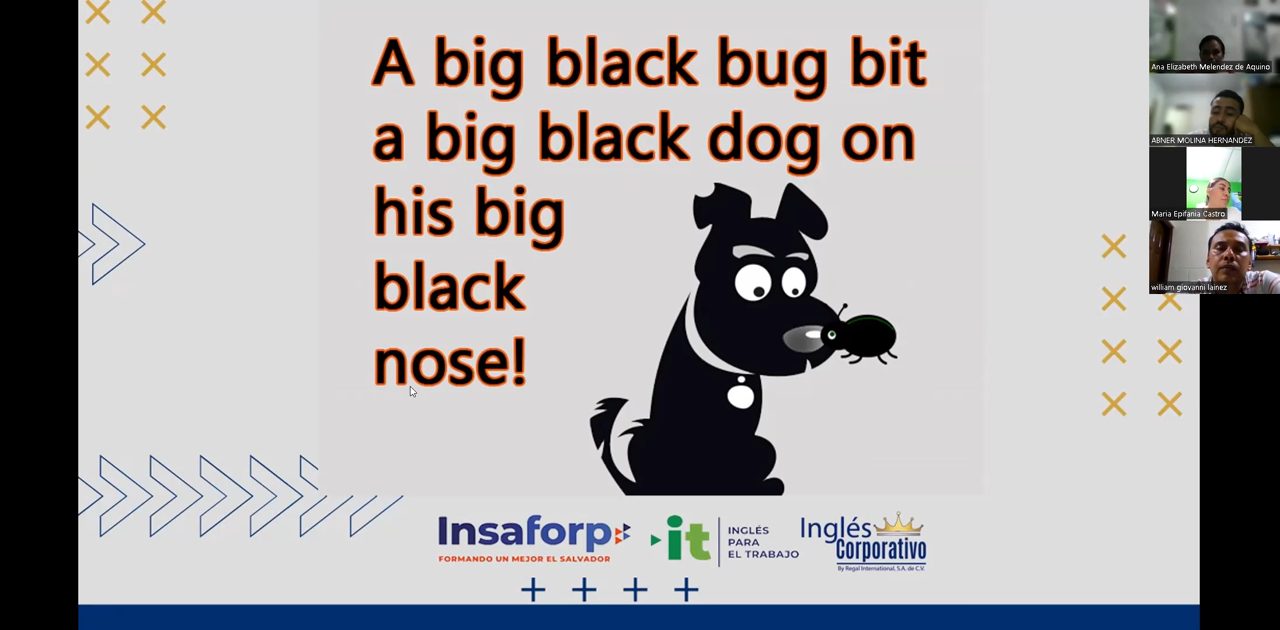 A big black bug bit
a big black dog on
his big
black
nose!
Ana Elizabeth Melendez de Aquino
ABNER MOLINA HERNANDEZ
Maria Epifania Castro
william giovanni lainez
Insaforp
FORMANDO UN MEJOR EL SALVADOR
it
INGLÉS
PARA
EL TRABAJO
Inglés
Corporativo
By Regal International, S.A. de C.V.